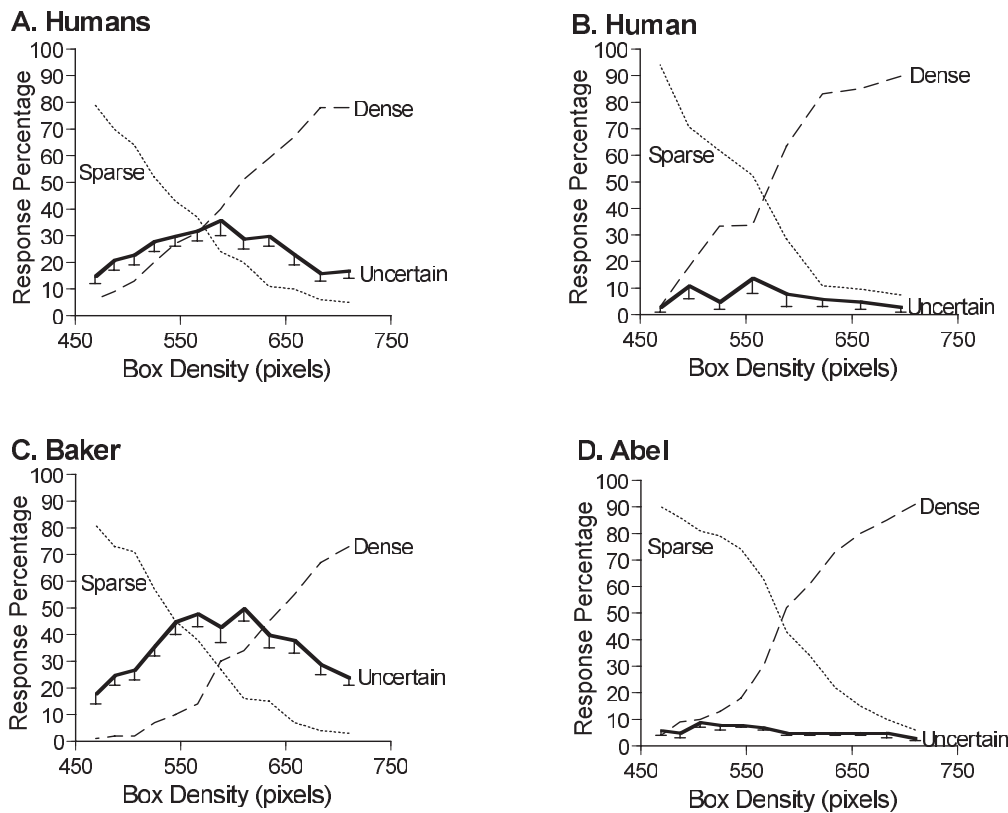 A. Humans
100
90
80
70
60
50
40
30
20
10
0
Response Percentage
Sparse
Dense
Uncertain
450 550 650 750
Box Density (pixels)
B. Human
100
90
80
70
60
50
40
30
20
10
0
Response Percentage
Sparse
Dense
Uncertain
450 550 650 750
Box Density (pixels)
C. Baker
100
90
80
70
60
50
40
30
20
10
0
Response Percentage
Sparse
Dense
Uncertain
450 550 650 750
Box Density (pixels)
D. Abel
100
90
80
70
60
50
40
30
20
10
0
Response Percentage
Sparse
Dense
Uncertain
450 550 650 750
Box Density (pixels)